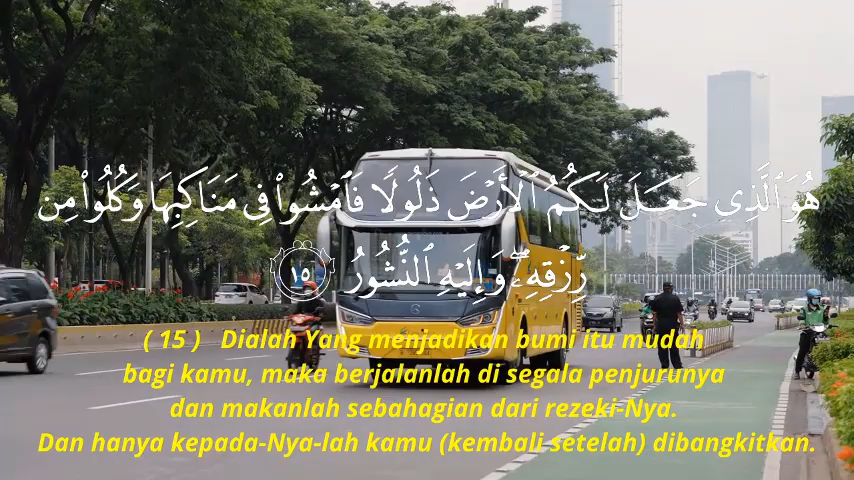 هُوَ ٱلَّذِى جَعَلَ لَكُمُ ٱلْأَرْضَ ذَلُولًا فَٱمْشُوا۟ فِى مَنَاكِبِهَا وَكُلُوا۟ مِن
رِّزْقِهِۦ ۖ وَإِلَيْهِ ٱلنُّشُورُ ١٥
( 15 ) Dialah Yang menjadikan bumi itu mudah
bagi kamu, maka berjalanlah di segala penjurunya
dan makanlah sebahagian dari rezeki-Nya.
Dan hanya kepada-Nya-lah kamu (kembali setelah) dibangkitkan.